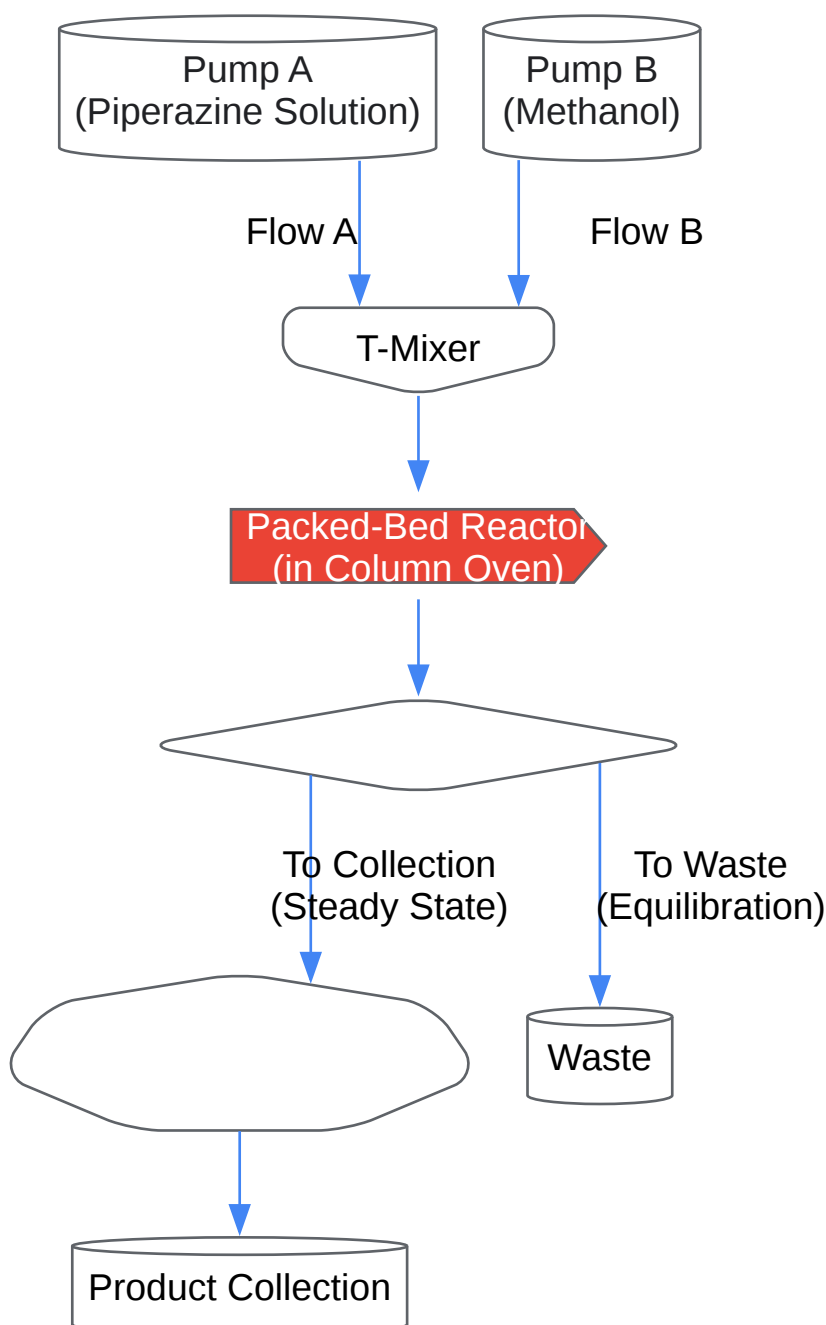 Pump A
(Piperazine Solution)
Pump B
(Methanol)
Flow A
Flow B
T-Mixer
Packed-Bed Reactor
(in Column Oven)
To Collection
(Steady State)
To Waste
(Equilibration)
Waste
Product Collection